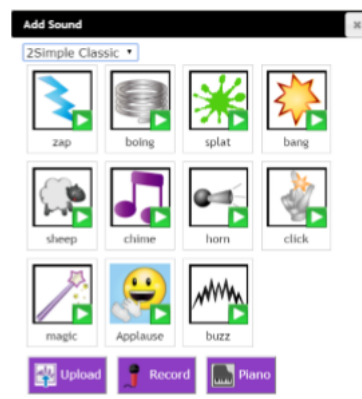 Add Sound
2Simple Classic
zap boing splat bang
sheep chime horn click
magic Applause buzz
Upload Record Piano